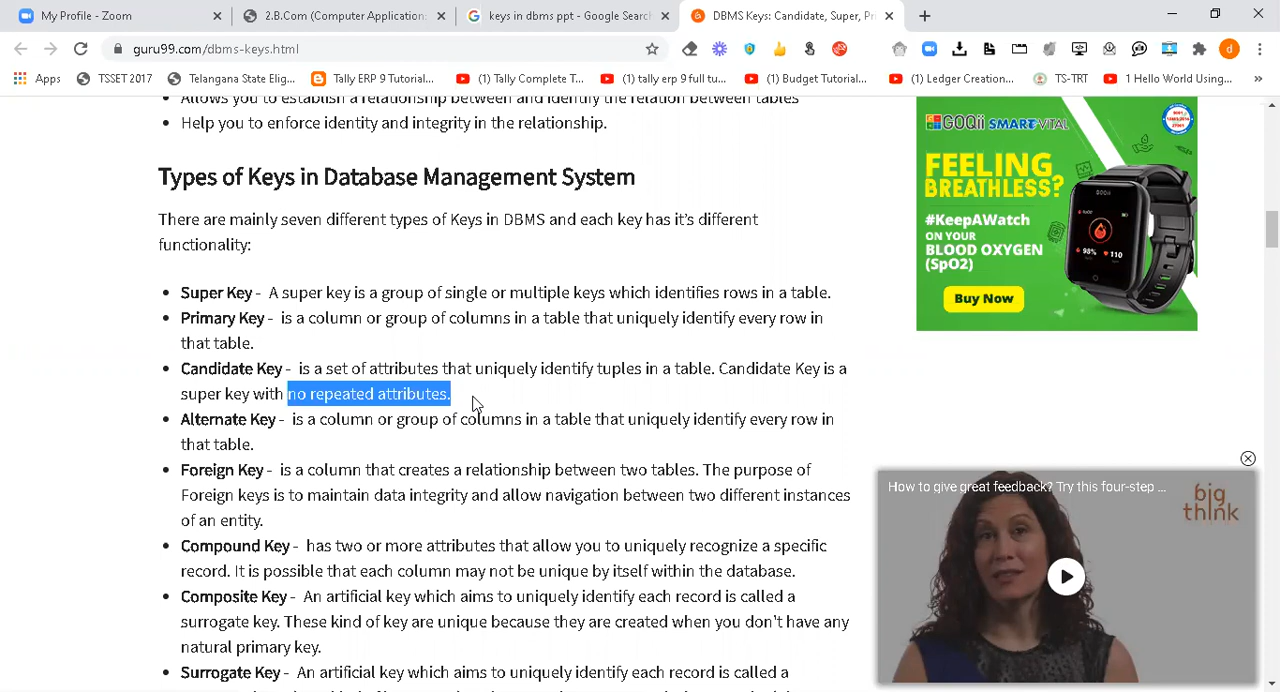 My Profile - Zoom
2.B.Com (Computer Application:
keys in dbms ppt - Google Search
DBMS Keys: Candidate, Super, Pri
guru99.com/dbms-keys.html
d
Apps
TSSET 2017
Telangana State Elig...
Tally ERP 9 Tutorial...
(1) Tally Complete T...
(1) tally erp 9 full tu...
(1) Budget Tutorial...
(1) Ledger Creation...
TS-TRT
1 Hello World Using...
»
Allows you to establish a relationship between and identify the relation between tables
Help you to enforce identity and integrity in the relationship.
Types of Keys in Database Management System
There are mainly seven different types of Keys in DBMS and each key has it's different
functionality:
Super Key - A super key is a group of single or multiple keys which identifies rows in a table.
Primary Key - is a column or group of columns in a table that uniquely identify every row in
that table.
Candidate Key - is a set of attributes that uniquely identify tuples in a table. Candidate Key is a
super key with no repeated attributes.
Alternate Key - is a column or group of columns in a table that uniquely identify every row in
that table.
Foreign Key - is a column that creates a relationship between two tables. The purpose of
Foreign keys is to maintain data integrity and allow navigation between two different instances
of an entity.
Compound Key - has two or more attributes that allow you to uniquely recognize a specific
record. It is possible that each column may not be unique by itself within the database.
Composite Key - An artificial key which aims to uniquely identify each record is called a
surrogate key. These kind of key are unique because they are created when you don't have any
natural primary key.
Surrogate Key - An artificial key which aims to uniquely identify each record is called a
GOQii SMART VITAL
FEELING
BREATHLESS?
#KeepAWatch
ON YOUR
BLOOD OXYGEN
(SpO2)
Buy Now
GOQii
98% 110
How to give great feedback? Try this four-step ...
big
think